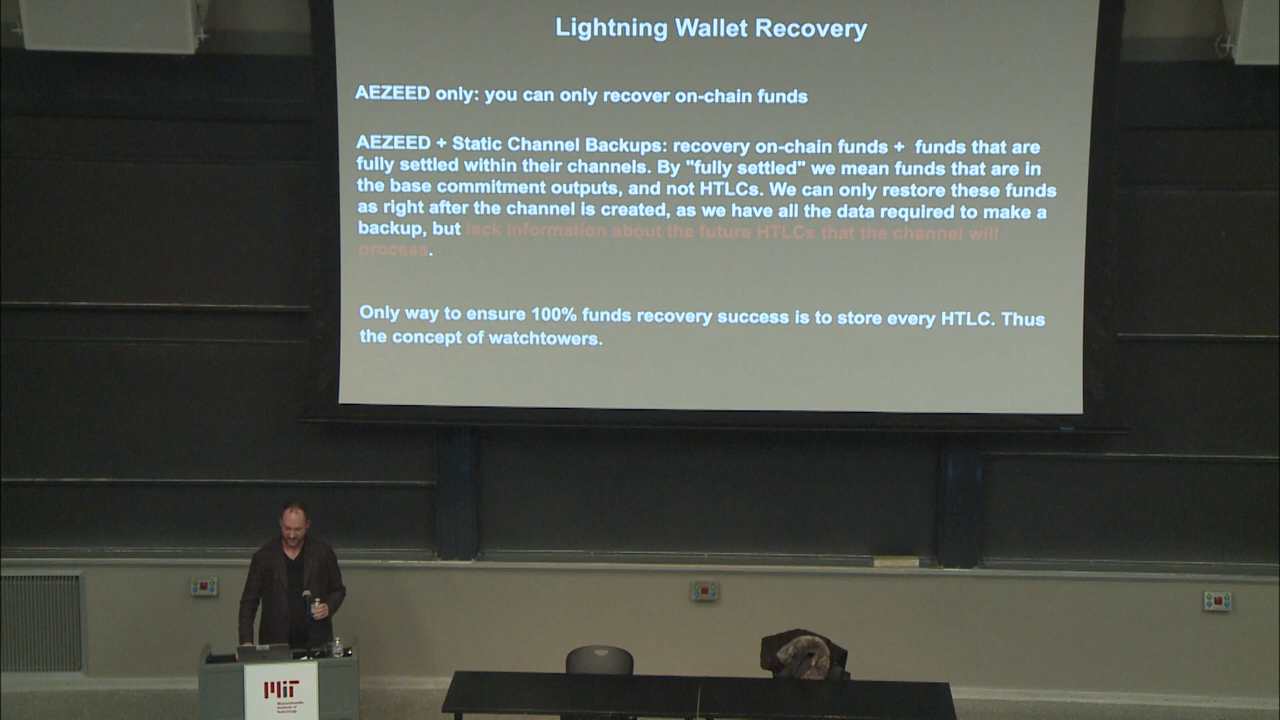 Lightning Wallet Recovery
AEZEED only: you can only recover on-chain funds
AEZEED + Static Channel Backups: recovery on-chain funds + funds that are
fully settled within their channels. By "fully settled" we mean funds that are in
the base commitment outputs, and not HTLCs. We can only restore these funds
as right after the channel is created, as we have all the data required to make a
backup, but lack information about the future HTLCs that the channel will
process.
Only way to ensure 100% funds recovery success is to store every HTLC. Thus
the concept of watchtowers.
MIT
Massachusetts
Institute of
Technology